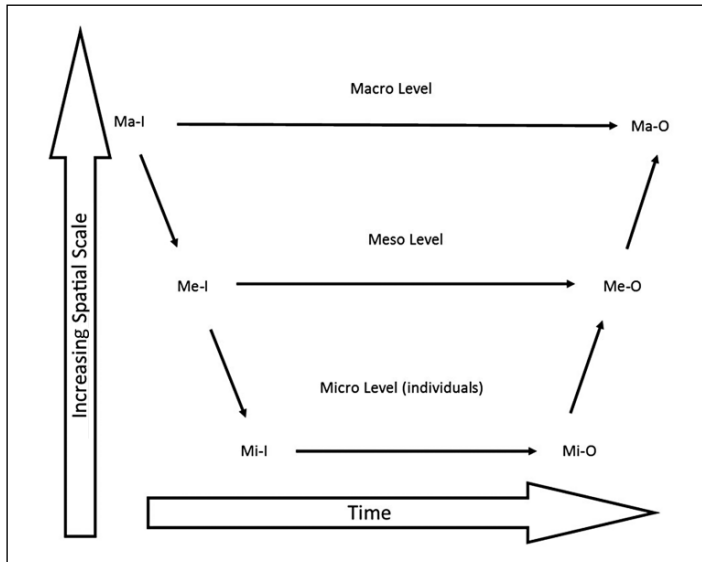 Macro Level
Ma-I
Ma-O
Meso Level
Me-I
Me-O
Micro Level (individuals)
Mi-I
Mi-O
Increasing Spatial Scale
Time